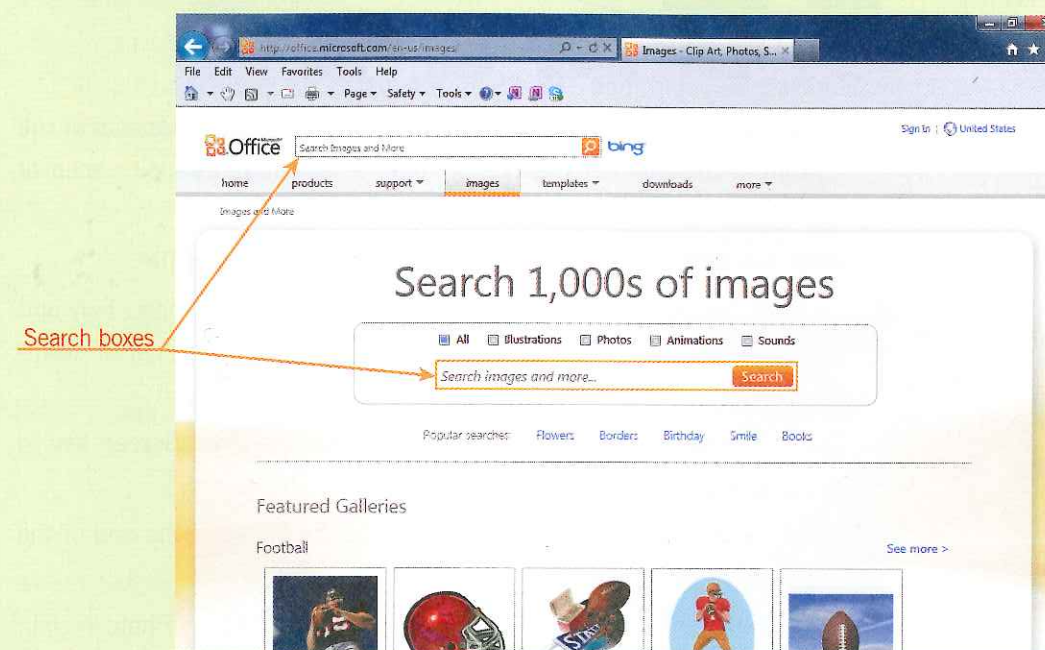 http://office.microsoft.com/en-us/images/
Images - Clip Art, Photos, S...
File Edit View Favorites Tools Help
Page Safety Tools
Sign In | United States
Office Search Images and More bing
home products support images templates downloads more
Images and More
Search 1,000s of images
Search boxes
All Illustrations Photos Animations Sounds
Search images and more... Search
Popular searches: Flowers Borders Birthday Smile Books
Featured Galleries
Football See more >